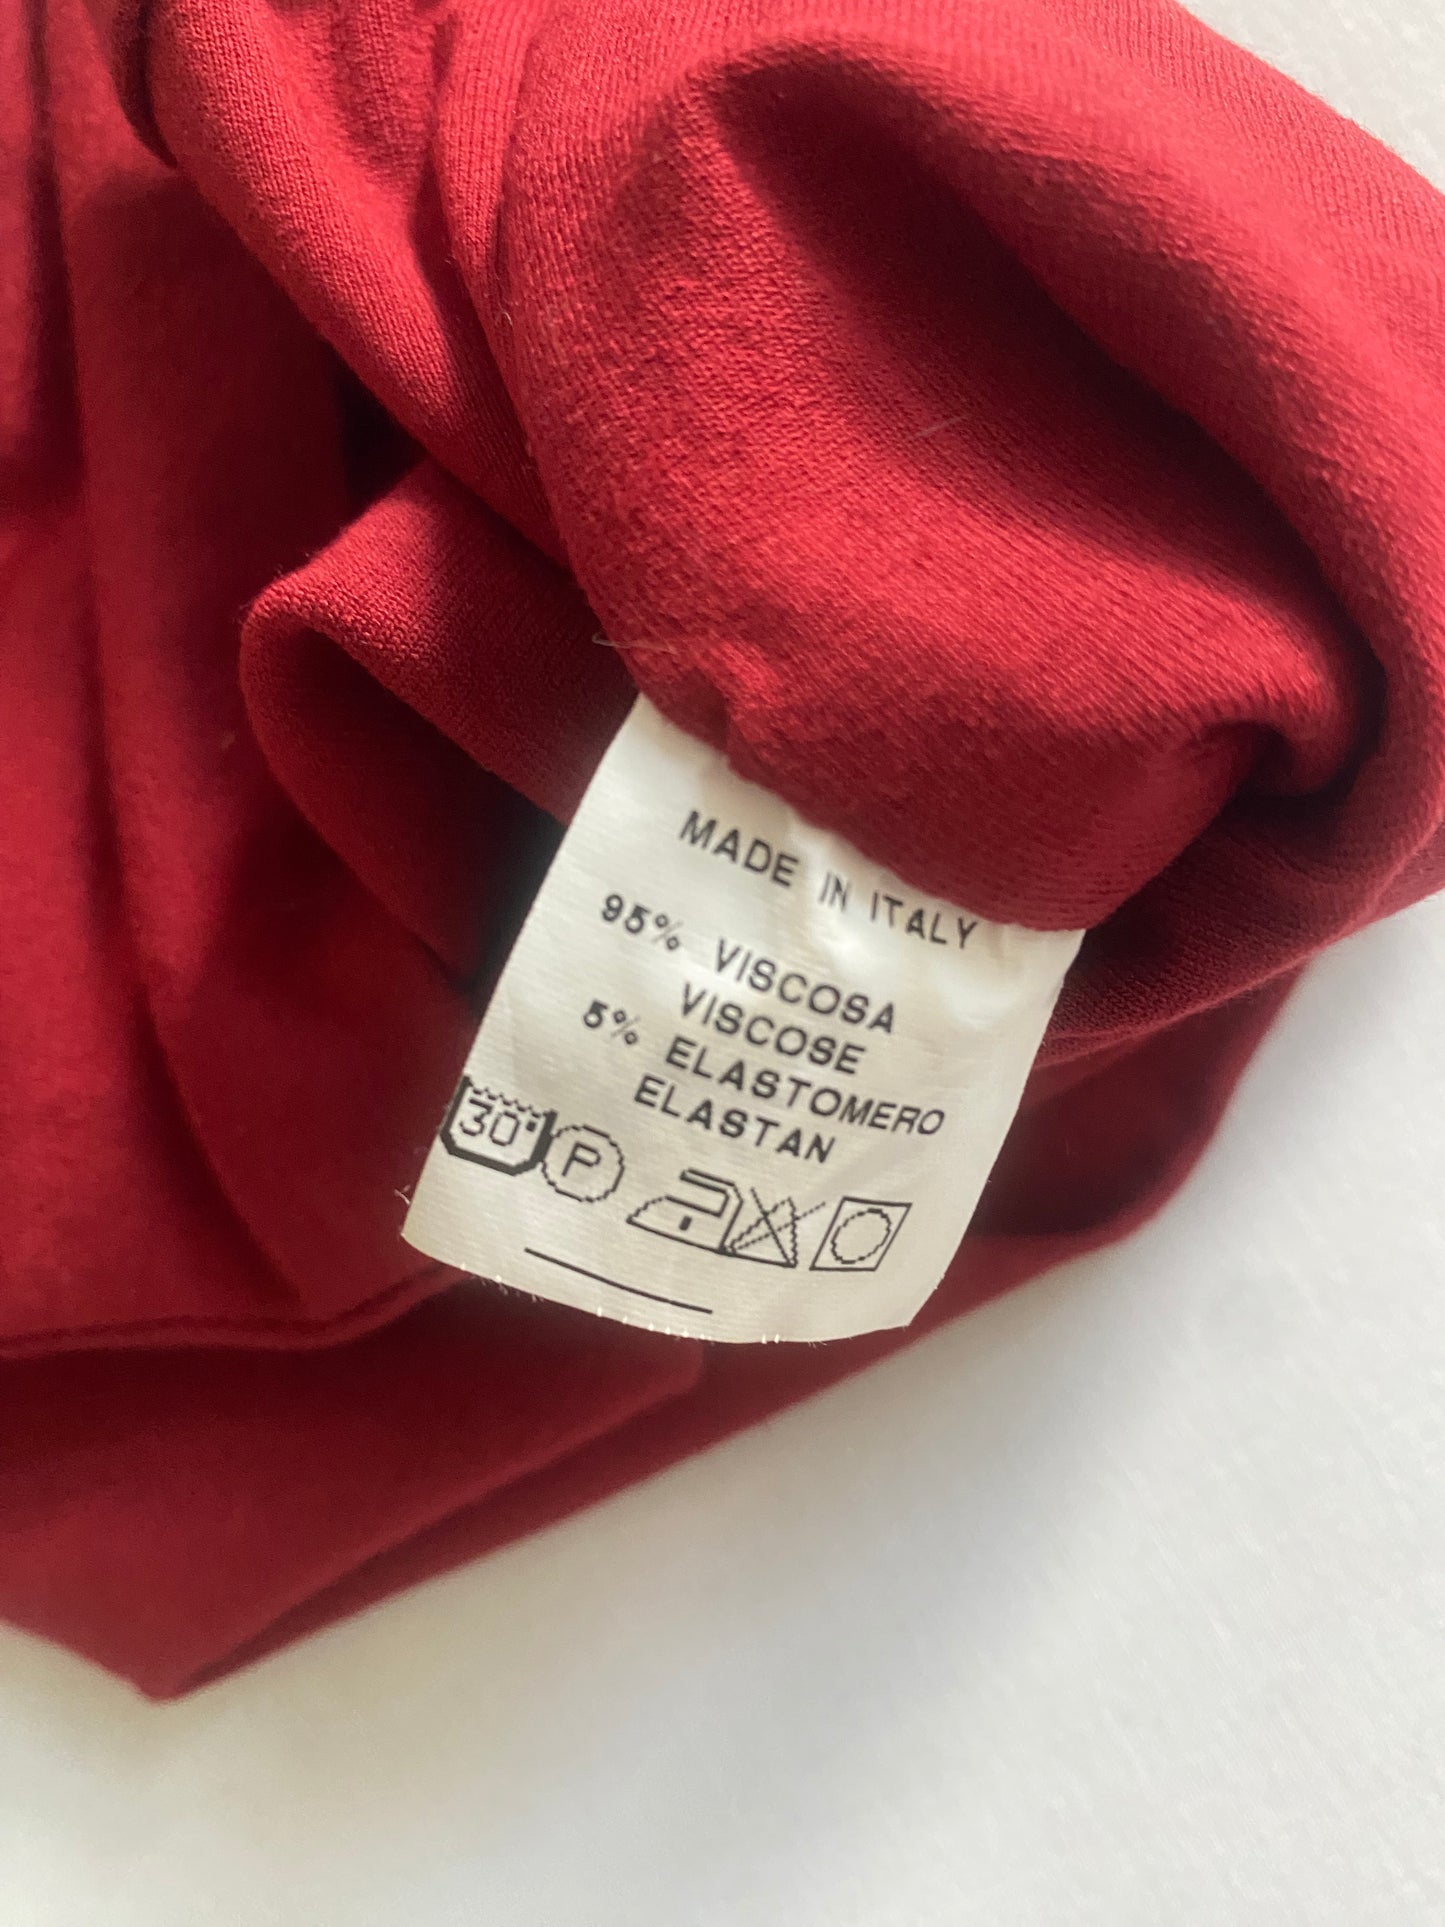 MADE IN ITALY
95% VISCOSA
VISCOSE
5% ELASTOMERO
ELASTAN
30°
P